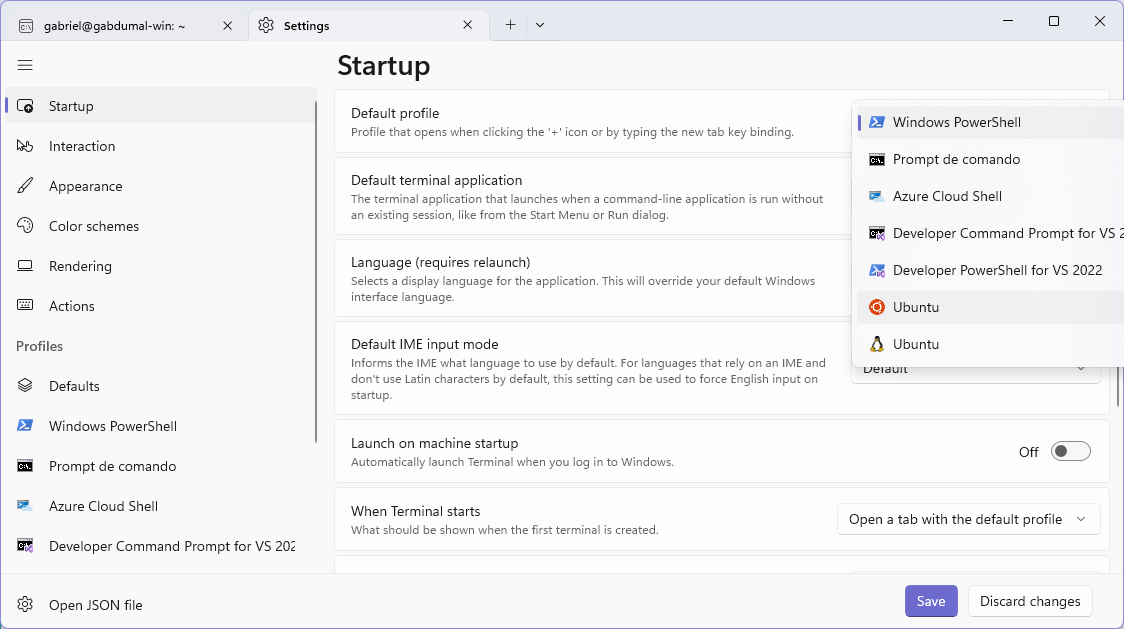 gabriel@gabdumal-win: ~
Settings
Startup
Interaction
Appearance
Color schemes
Rendering
Actions
Profiles
Defaults
Windows PowerShell
Prompt de comando
Azure Cloud Shell
Developer Command Prompt for VS 202
Open JSON file
Startup
Default profile
Profile that opens when clicking the '+' icon or by typing the new tab key binding.
Default terminal application
The terminal application that launches when a command-line application is run without
an existing session, like from the Start Menu or Run dialog.
Language (requires relaunch)
Selects a display language for the application. This will override your default Windows
interface language.
Default IME input mode
Informs the IME what language to use by default. For languages that rely on an IME and
don't use Latin characters by default, this setting can be used to force English input on
startup.
Default
Launch on machine startup
Automatically launch Terminal when you log in to Windows.
Off
When Terminal starts
What should be shown when the first terminal is created.
Open a tab with the default profile
Windows PowerShell
Prompt de comando
Azure Cloud Shell
Developer Command Prompt for VS 2
Developer PowerShell for VS 2022
Ubuntu
Ubuntu
Save
Discard changes